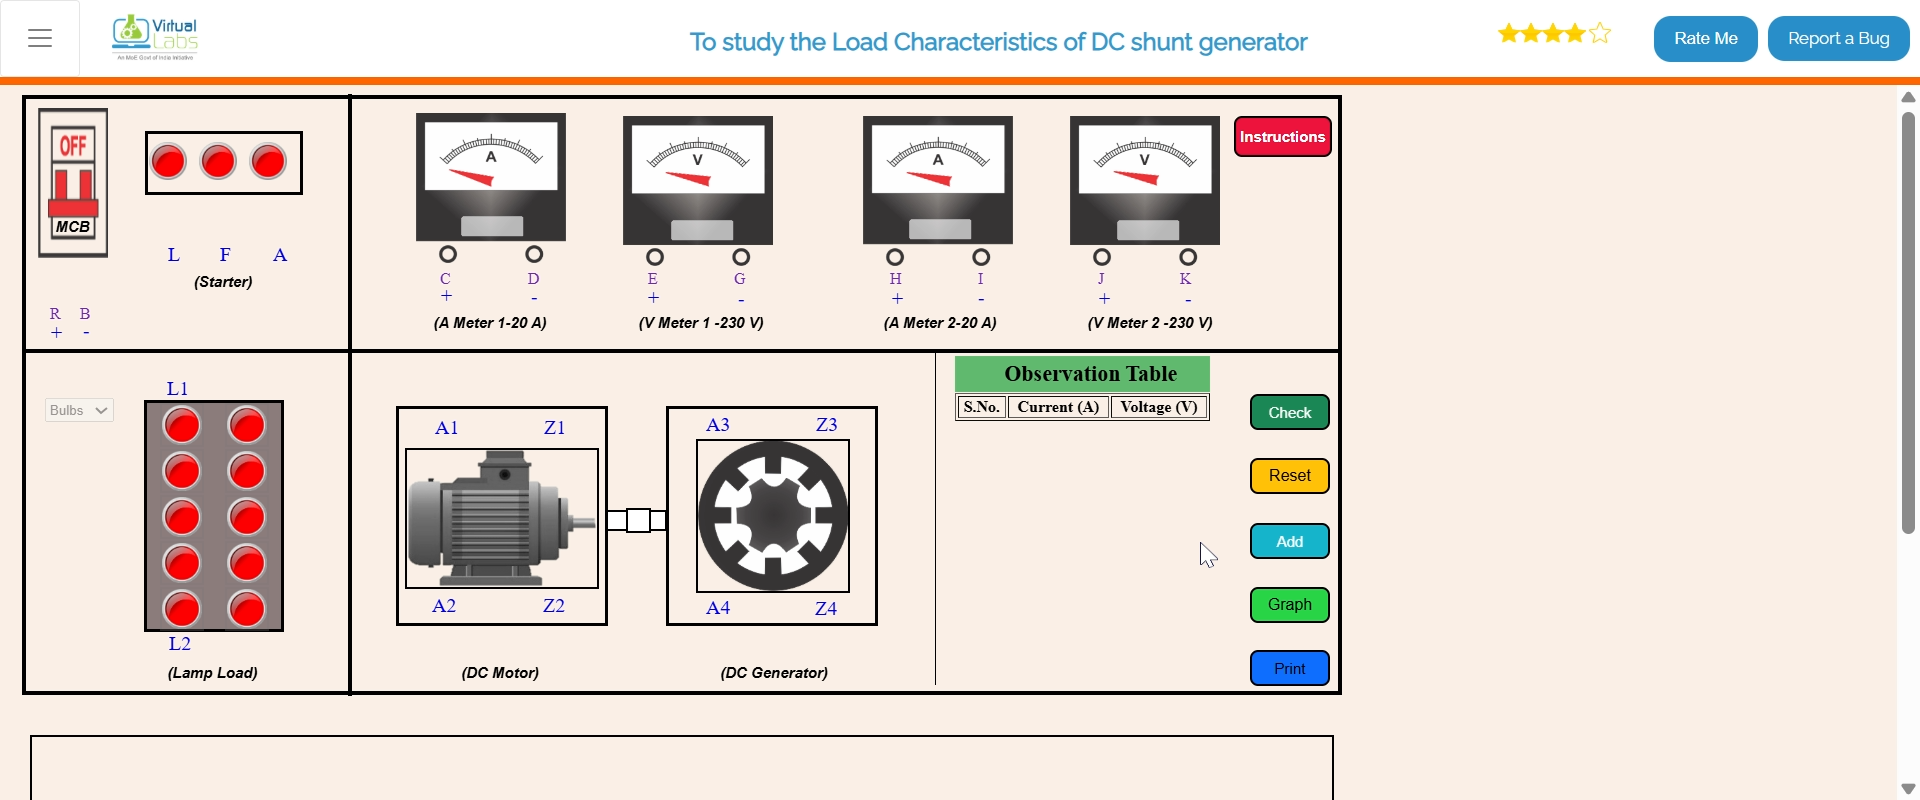 Virtual
Labs
An MoE Govt of India Initiative
To study the Load Characteristics of DC shunt generator
Rate Me
Report a Bug
OFF
MCB
L F A
(Starter)
R B
+ -
A
V
A
V
C D
+ -
(A Meter 1-20 A)
E G
+ -
(V Meter 1 -230 V)
H I
+ -
(A Meter 2-20 A)
J K
+ -
(V Meter 2 -230 V)
Instructions
Bulbs
L1
L2
(Lamp Load)
A1 Z1
A2 Z2
(DC Motor)
A3 Z3
A4 Z4
(DC Generator)
Observation Table
S.No. Current (A) Voltage (V)
Check
Reset
Add
Graph
Print